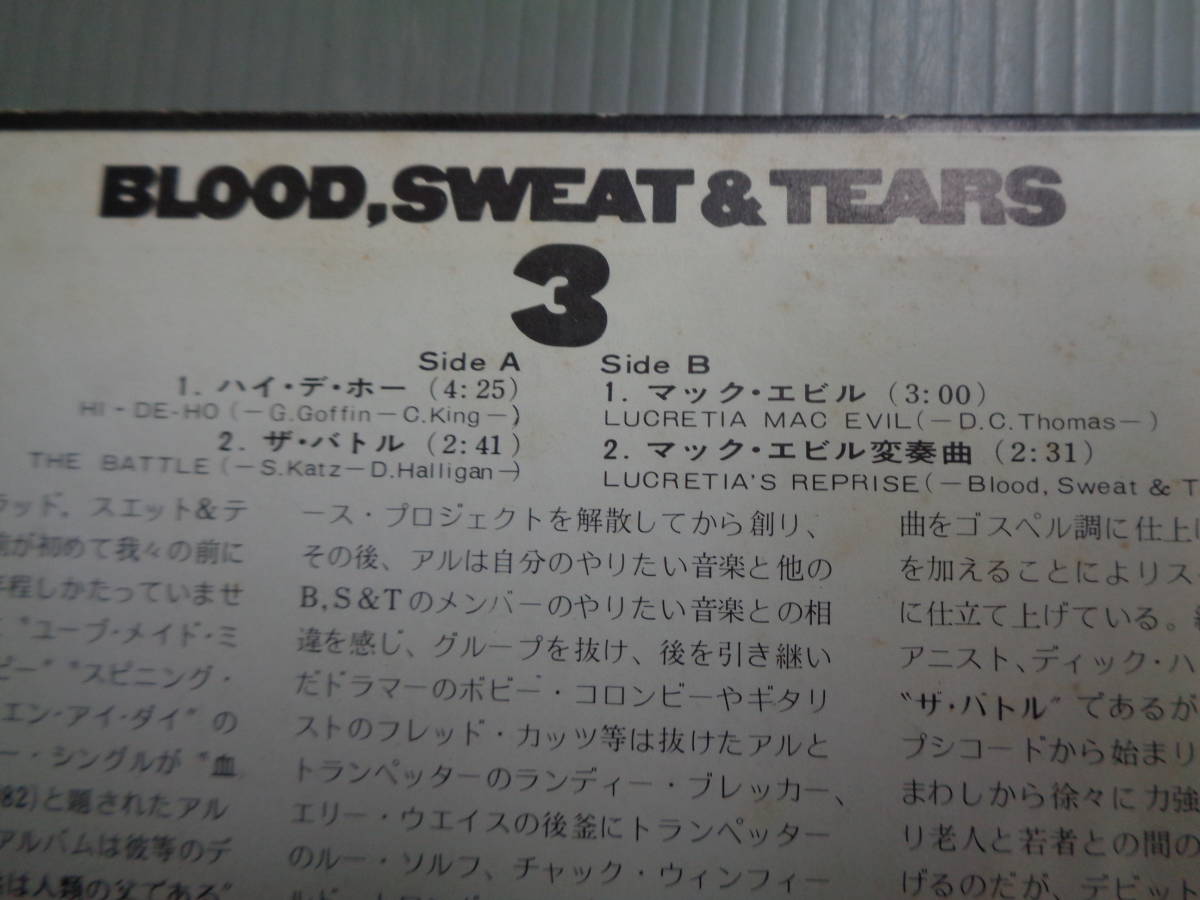 BLOOD, SWEAT & TEARS
3
Side A
1. ハイ・デ・ホー (4:25)
HI-DE-HO (—G.Goffin—C.King—)
2. ザ・バトル (2:41)
THE BATTLE (—S.Katz—D.Halligan—)
Side B
1. マック・エビル (3:00)
LUCRETIA MAC EVIL(—D.C.Thomas—)
2. マック・エビル変奏曲 (2:31)
LUCRETIA'S REPRISE(—Blood, Sweat & T
ラッド, スエット&テ
が初めて我々の前に
年程しかたっていませ
"ユーブ・メイド・ミ
ビー" "スピニング・
エン・アイ・ダイ"の
ー・シングルが "血
82)と題されたアル
アルバムは彼等のデ
は人類の父である"
ース・プロジェクトを解散してから創り、
その後、アルは自分のやりたい音楽と他の
B,S&Tのメンバーのやりたい音楽との相
違を感じ、グループを抜け、後を引き継い
だドラマーのボビー・コロンビーやギタリ
ストのフレッド・カッツ等は抜けたアルと
トランペッターのランディー・ブレッカー、
エリー・ウエイスの後釜にトランペッター
のルー・ソルフ、チャック・ウィンフィー
曲をゴスペル調に仕上げ
を加えることによりス
に仕立て上げている。
アニスト、ディック・ハ
"ザ・バトル" であるが
プシコードから始まり
まわしから徐々に力強
り老人と若者との間の
げるのだが、デビット